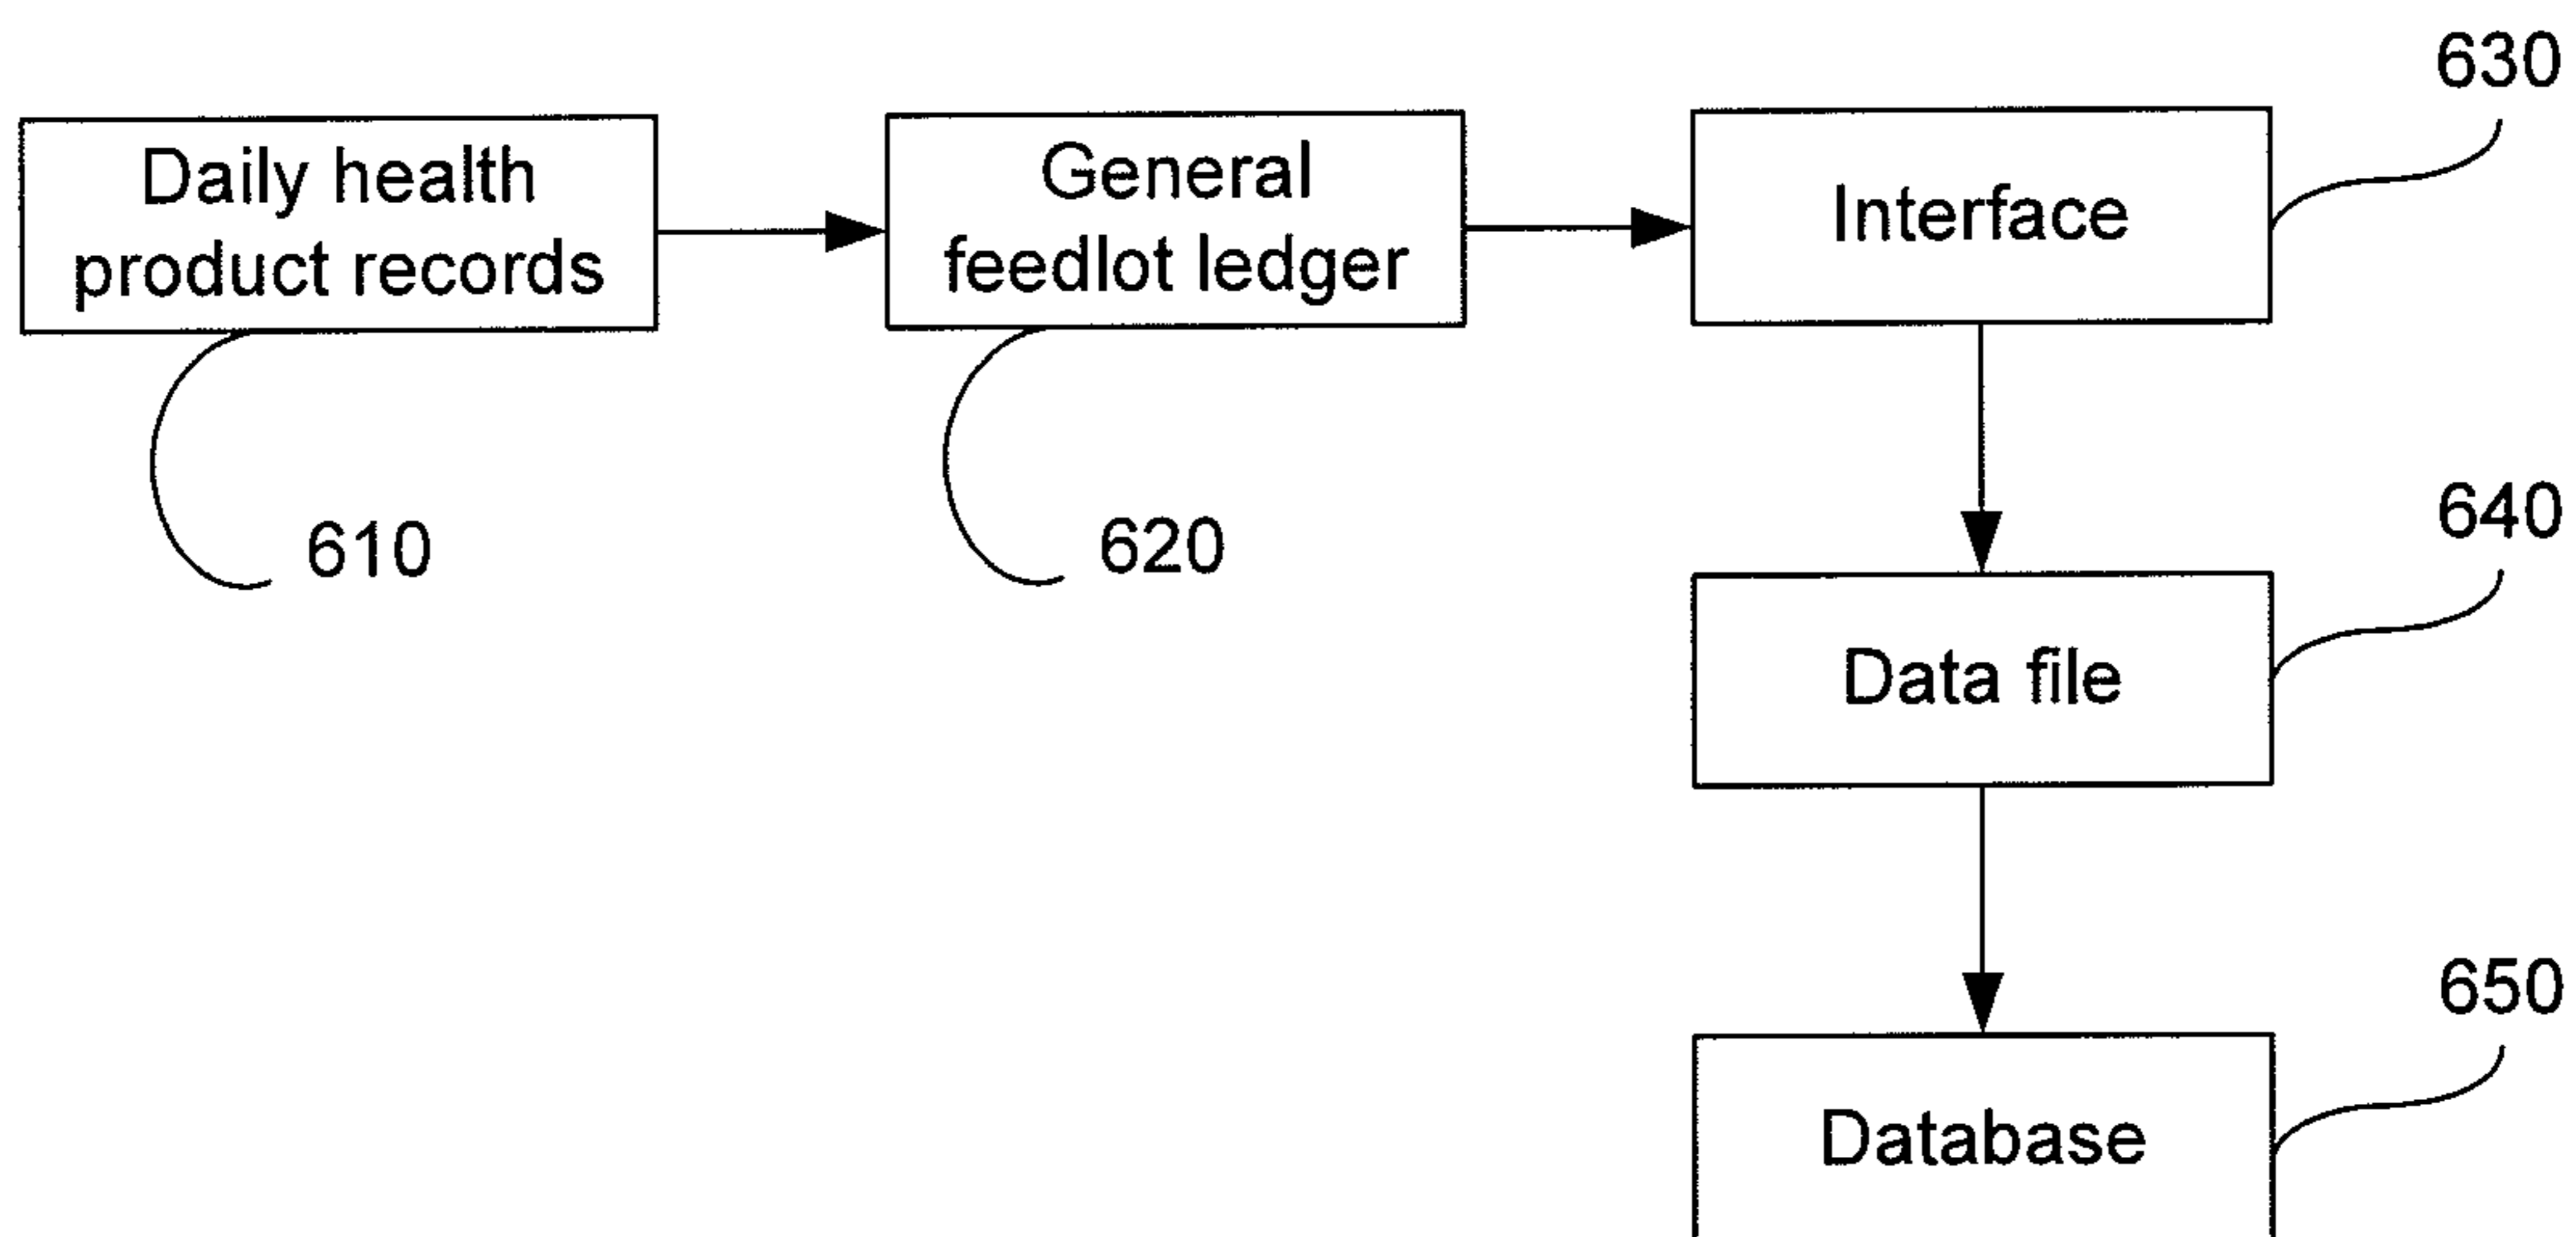 630
Daily health
product records
General
feedlot ledger
Interface
610
620
640
Data file
650
Database